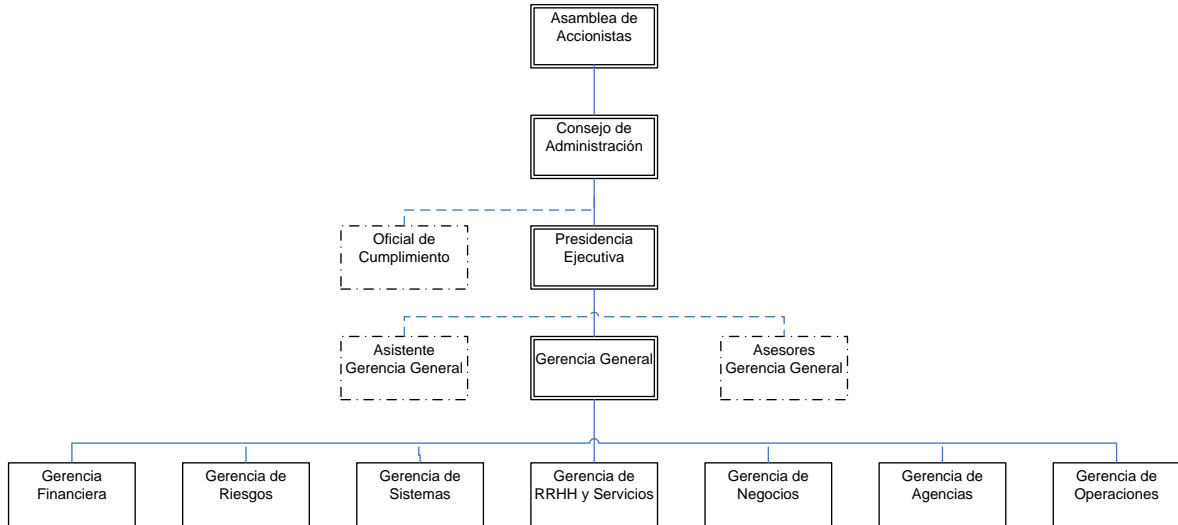 Asamblea de
Accionistas
Consejo de
Administración
Oficial de
Cumplimiento
Presidencia
Ejecutiva
Asistente
Gerencia General
Gerencia General
Asesores
Gerencia General
Gerencia
Financiera
Gerencia de
Riesgos
Gerencia de
Sistemas
Gerencia de
RRHH y Servicios
Gerencia de
Negocios
Gerencia de
Agencias
Gerencia de
Operaciones